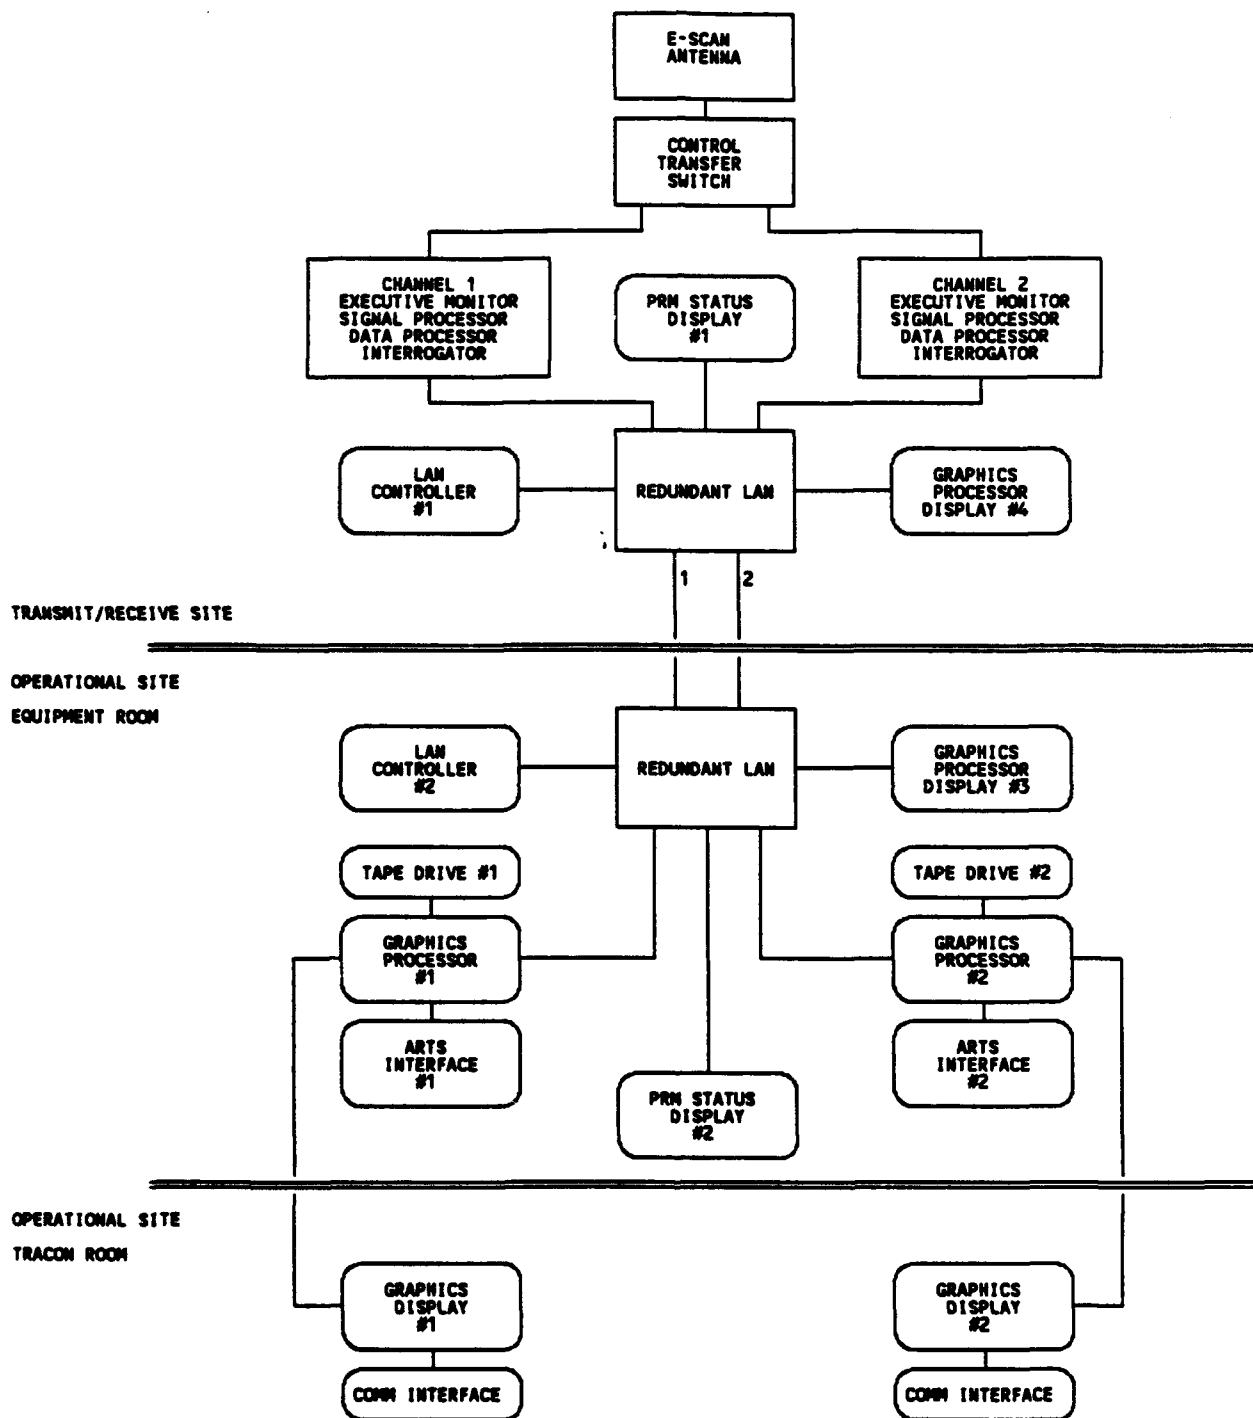 E-SCAN
ANTENNA
CONTROL
TRANSFER
SWITCH
CHANNEL 1
EXECUTIVE MONITOR
SIGNAL PROCESSOR
DATA PROCESSOR
INTERROGATOR
PRM STATUS
DISPLAY
#1
CHANNEL 2
EXECUTIVE MONITOR
SIGNAL PROCESSOR
DATA PROCESSOR
INTERROGATOR
LAN
CONTROLLER
#1
REDUNDANT LAN
GRAPHICS
PROCESSOR
DISPLAY #4
1
2
TRANSMIT/RECEIVE SITE
OPERATIONAL SITE
EQUIPMENT ROOM
LAN
CONTROLLER
#2
REDUNDANT LAN
GRAPHICS
PROCESSOR
DISPLAY #3
TAPE DRIVE #1
TAPE DRIVE #2
GRAPHICS
PROCESSOR
#1
GRAPHICS
PROCESSOR
#2
ARTS
INTERFACE
#1
ARTS
INTERFACE
#2
PRM STATUS
DISPLAY
#2
OPERATIONAL SITE
TRACON ROOM
GRAPHICS
DISPLAY
#1
GRAPHICS
DISPLAY
#2
COMM INTERFACE
COMM INTERFACE